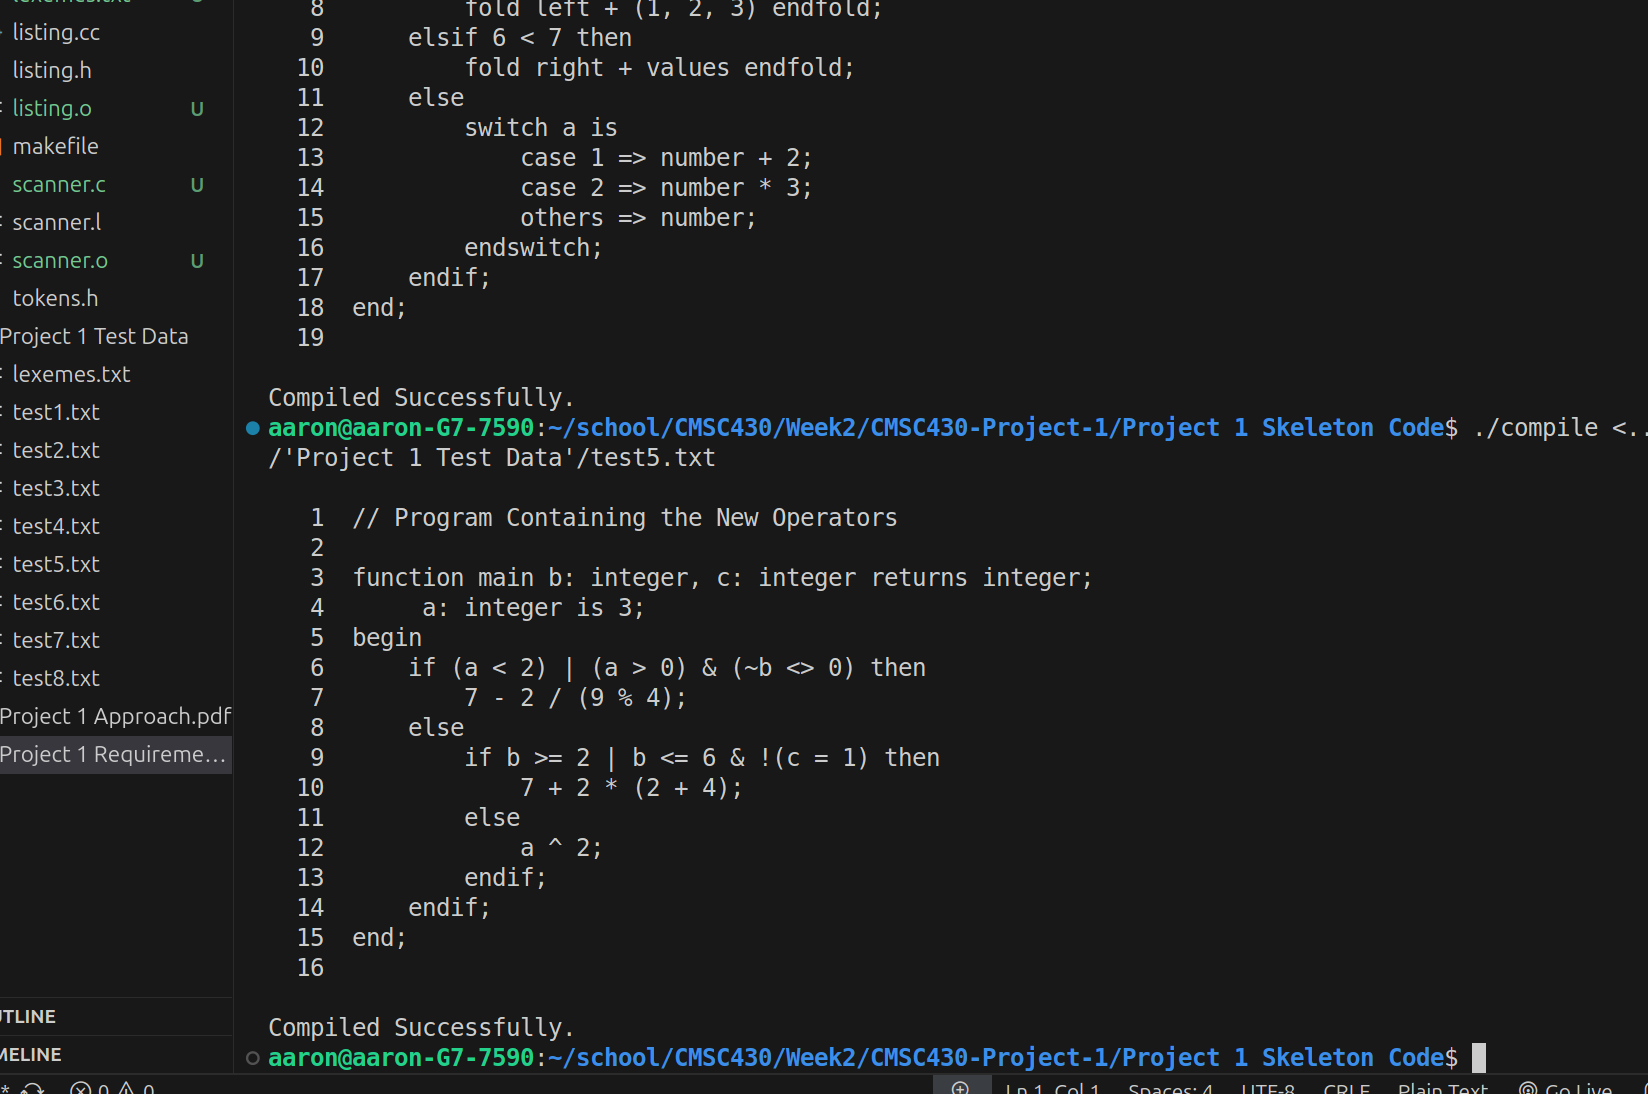 lexemes.txt U
listing.cc
listing.h
listing.o U
makefile
scanner.c U
scanner.l
scanner.o U
tokens.h
Project 1 Test Data
lexemes.txt
test1.txt
test2.txt
test3.txt
test4.txt
test5.txt
test6.txt
test7.txt
test8.txt
Project 1 Approach.pdf
Project 1 Requireme...
UTLINE
MELINE
8 fold left + (1, 2, 3) endfold;
9 elsif 6 < 7 then
10 fold right + values endfold;
11 else
12 switch a is
13 case 1 => number + 2;
14 case 2 => number * 3;
15 others => number;
16 endswitch;
17 endif;
18 end;
19
Compiled Successfully.
aaron@aaron-G7-7590:~/school/CMSC430/Week2/CMSC430-Project-1/Project 1 Skeleton Code$ ./compile <..
/'Project 1 Test Data'/test5.txt
1 // Program Containing the New Operators
2
3 function main b: integer, c: integer returns integer;
4 a: integer is 3;
5 begin
6 if (a < 2) | (a > 0) & (~b <> 0) then
7 7 - 2 / (9 % 4);
8 else
9 if b >= 2 | b <= 6 & !(c = 1) then
10 7 + 2 * (2 + 4);
11 else
12 a ^ 2;
13 endif;
14 endif;
15 end;
16
Compiled Successfully.
aaron@aaron-G7-7590:~/school/CMSC430/Week2/CMSC430-Project-1/Project 1 Skeleton Code$
* 0 0 Ln 1, Col 1 Spaces: 4 UTF-8 CRLF Plain Text Go Live